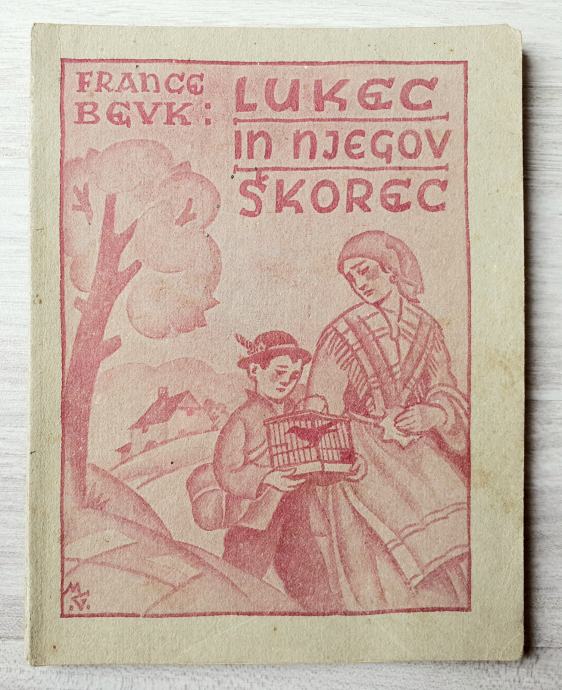 FRANCE
BEVK:
LUKEC
IN NJEGOV
ŠKOREC